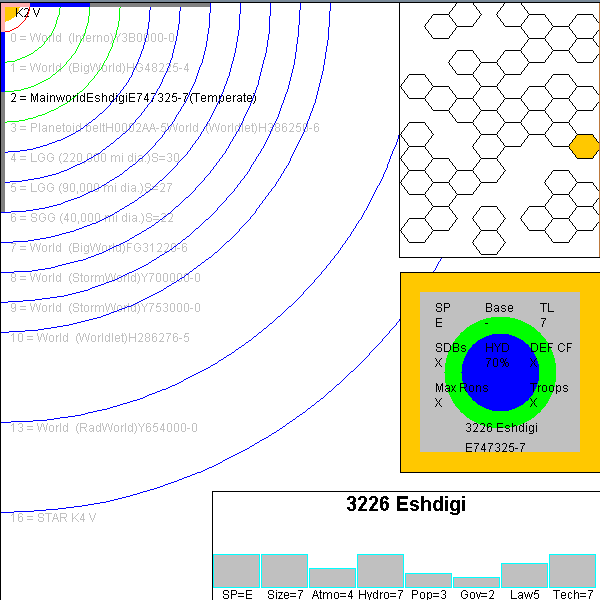 K2 V
0 = World (Inferno)Y3B0000-0
1 = World (BigWorld)HG48225-4
2 = MainworldEshdigiE747325-7(Temperate)
3 = Planetoid beltH0002AA-5World (Worldlet)H386250-6
4 = LGG (220,000 mi dia.)S=30
5 = LGG (90,000 mi dia.)S=27
6 = SGG (40,000 mi dia.)S=22
7 = World (BigWorld)FG31226-6
8 = World (StormWorld)Y700000-0
9 = World (StormWorld)Y753000-0
10 = World (Worldlet)H286276-5
13 = World (RadWorld)Y654000-0
16 = STAR K4 V
SP Base TL
E - 7
SDBs HYD DEF CF
X 70% X
Max Troops
X X
3226 Eshdigi
E747325-7
3226 Eshdigi
SP=E Size=7 Atmo=4 Hydro=7 Pop=3 Gov=2 Law5 Tech=7